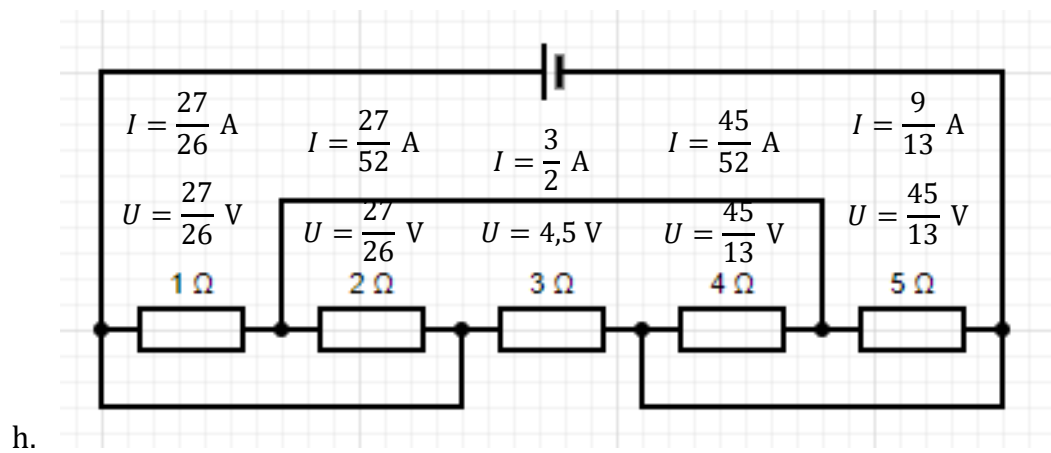 I = 27/26 A
I = 27/52 A
I = 3/2 A
I = 45/52 A
I = 9/13 A
U = 27/26 V
U = 27/26 V
U = 4,5 V
U = 45/13 V
U = 45/13 V
1 Ω 2 Ω 3 Ω 4 Ω 5 Ω
h.